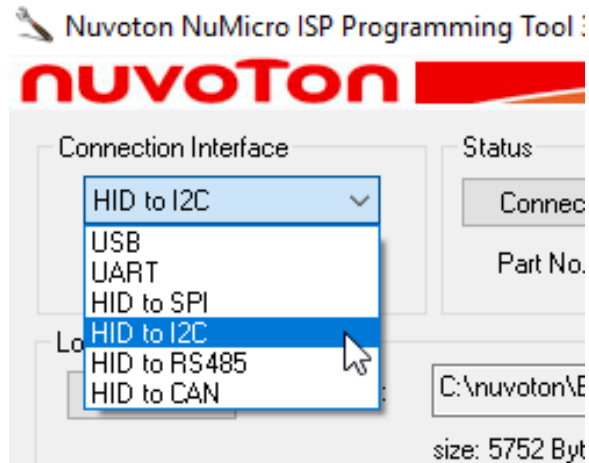 Nuvoton NuMicro ISP Programming Tool
nuvoTon
Connection Interface
Status
HID to I2C
USB
UART
HID to SPI
HID to I2C
HID to RS485
HID to CAN
Connec
Part No.
Lo
:
C:\nuvoton\
size: 5752 Byt